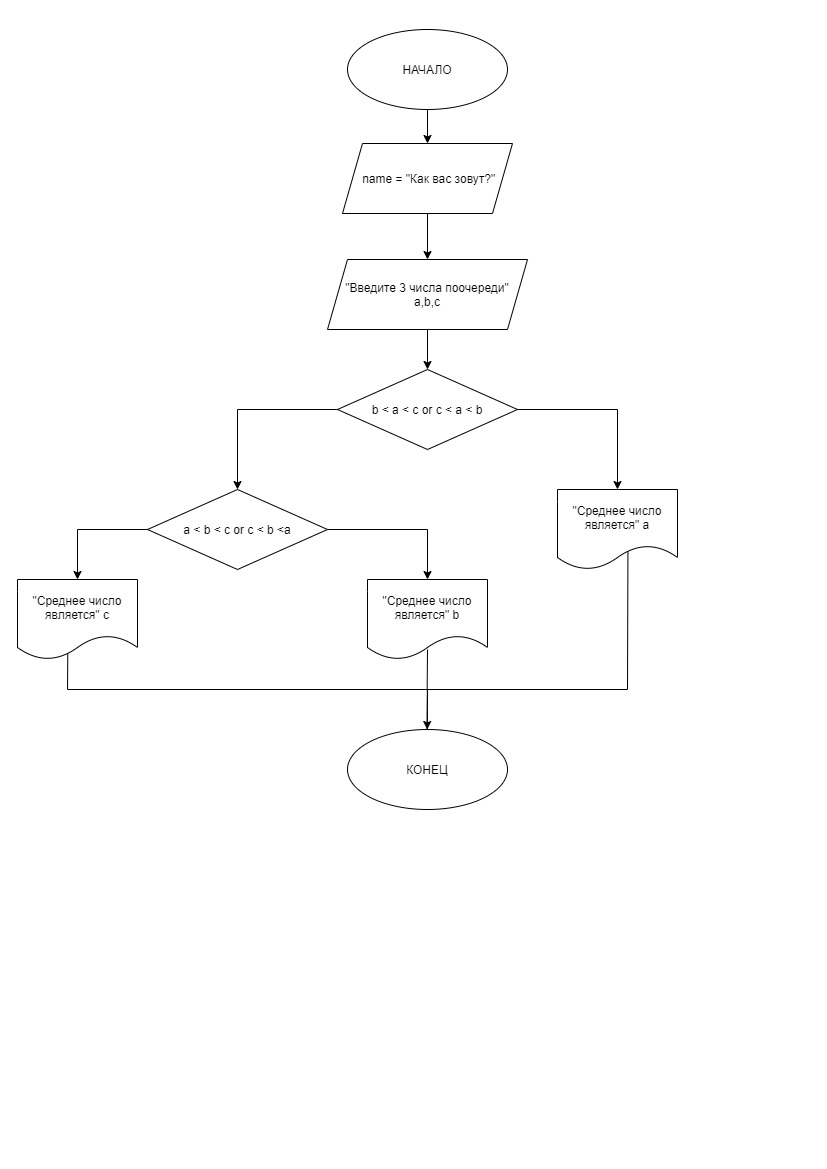 НАЧАЛО
name = "Как вас зовут?"
"Введите 3 числа поочереди"
a,b,c
b < a < c or c < a < b
a < b < c or c < b <a
"Среднее число
является" a
"Среднее число
является" c
"Среднее число
является" b
КОНЕЦ